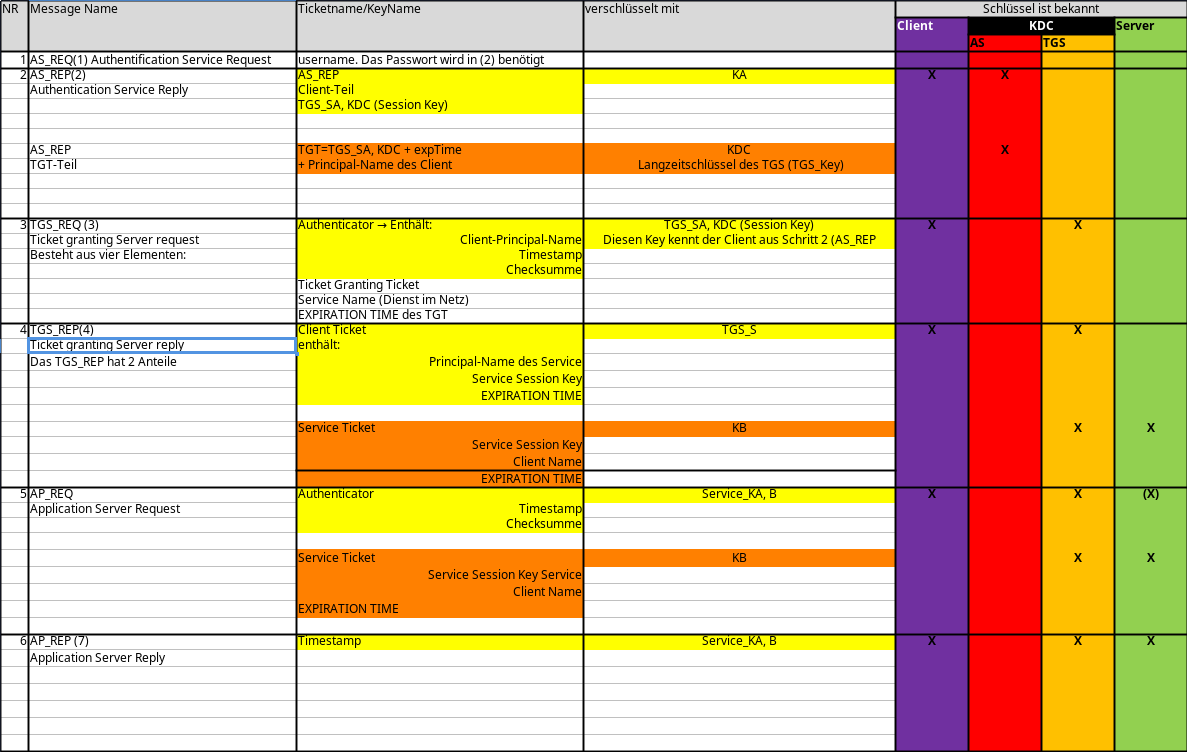 NR Message Name Ticketname/KeyName verschlüsselt mit Schlüssel ist bekannt
Client KDC Server
AS TGS
1 AS_REQ(1) Authentification Service Request username. Das Passwort wird in (2) benötigt
2 AS_REP(2) AS_REP KA X X
Authentication Service Reply Client-Teil
TGS_SA, KDC (Session Key)
AS_REP TGT=TGS_SA, KDC + expTime KDC X
TGT-Teil + Principal-Name des Client Langzeitschlüssel des TGS (TGS_Key)
3 TGS_REQ (3) Authenticator → Enthält: TGS_SA, KDC (Session Key) X X
Ticket granting Server request Client-Principal-Name Diesen Key kennt der Client aus Schritt 2 (AS_REP
Besteht aus vier Elementen: Timestamp
Checksumme
Ticket Granting Ticket
Service Name (Dienst im Netz)
EXPIRATION TIME des TGT
4 TGS_REP(4) Client Ticket TGS_S X X
Ticket granting Server reply enthält:
Das TGS_REP hat 2 Anteile Principal-Name des Service
Service Session Key
EXPIRATION TIME
Service Ticket KB X X
Service Session Key
Client Name
EXPIRATION TIME
5 AP_REQ Authenticator Service_KA, B X X (X)
Application Server Request Timestamp
Checksumme
Service Ticket KB X X
Service Session Key Service
Client Name
EXPIRATION TIME
6 AP_REP (7) Timestamp Service_KA, B X X X
Application Server Reply